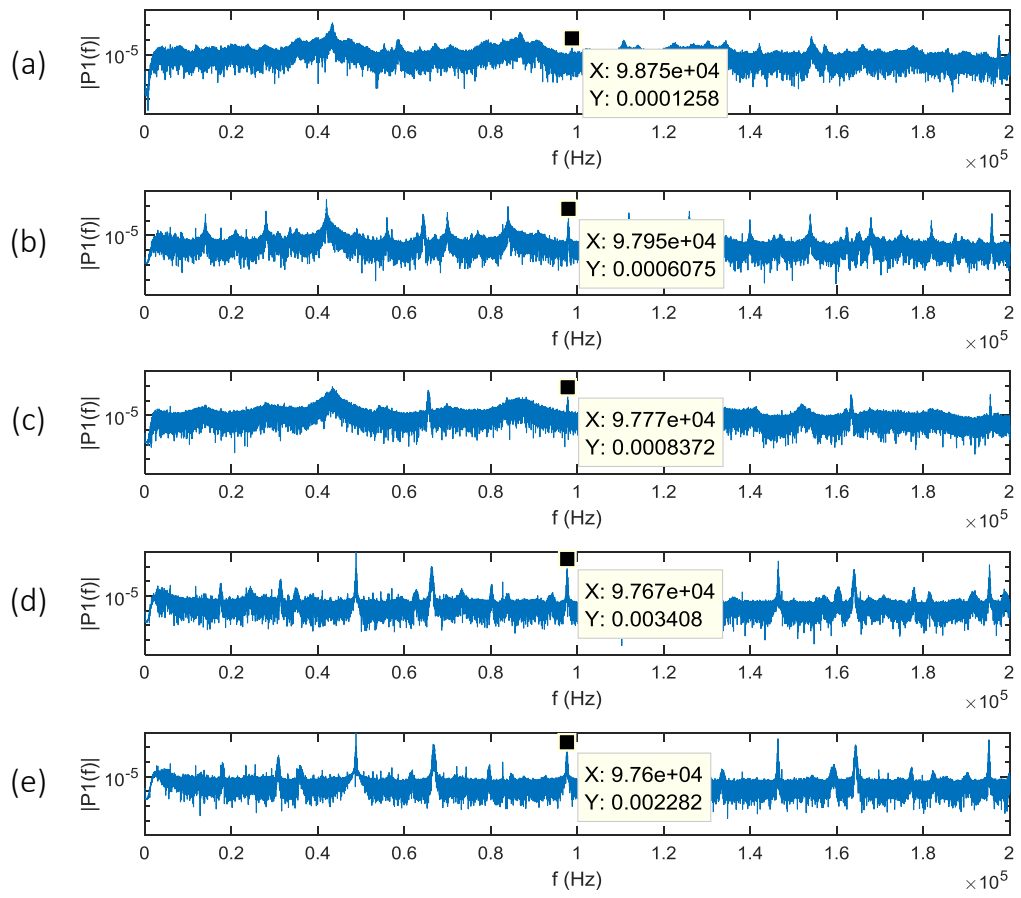 (a)
|P1(f)|
10-5
X: 9.875e+04
Y: 0.0001258
0 0.2 0.4 0.6 0.8 1 1.2 1.4 1.6 1.8 2
f (Hz)
×10^5
(b)
|P1(f)|
10^-5
X: 9.795e+04
Y: 0.0006075
0 0.2 0.4 0.6 0.8 1 1.2 1.4 1.6 1.8 2
f (Hz)
×10^5
(c)
|P1(f)|
10^-5
X: 9.777e+04
Y: 0.0008372
0 0.2 0.4 0.6 0.8 1 1.2 1.4 1.6 1.8 2
f (Hz)
×10^5
(d)
|P1(f)|
10^-5
X: 9.767e+04
Y: 0.003408
0 0.2 0.4 0.6 0.8 1 1.2 1.4 1.6 1.8 2
f (Hz)
×10^5
(e)
|P1(f)|
10^-5
X: 9.76e+04
Y: 0.002282
0 0.2 0.4 0.6 0.8 1 1.2 1.4 1.6 1.8 2
f (Hz)
×10^5